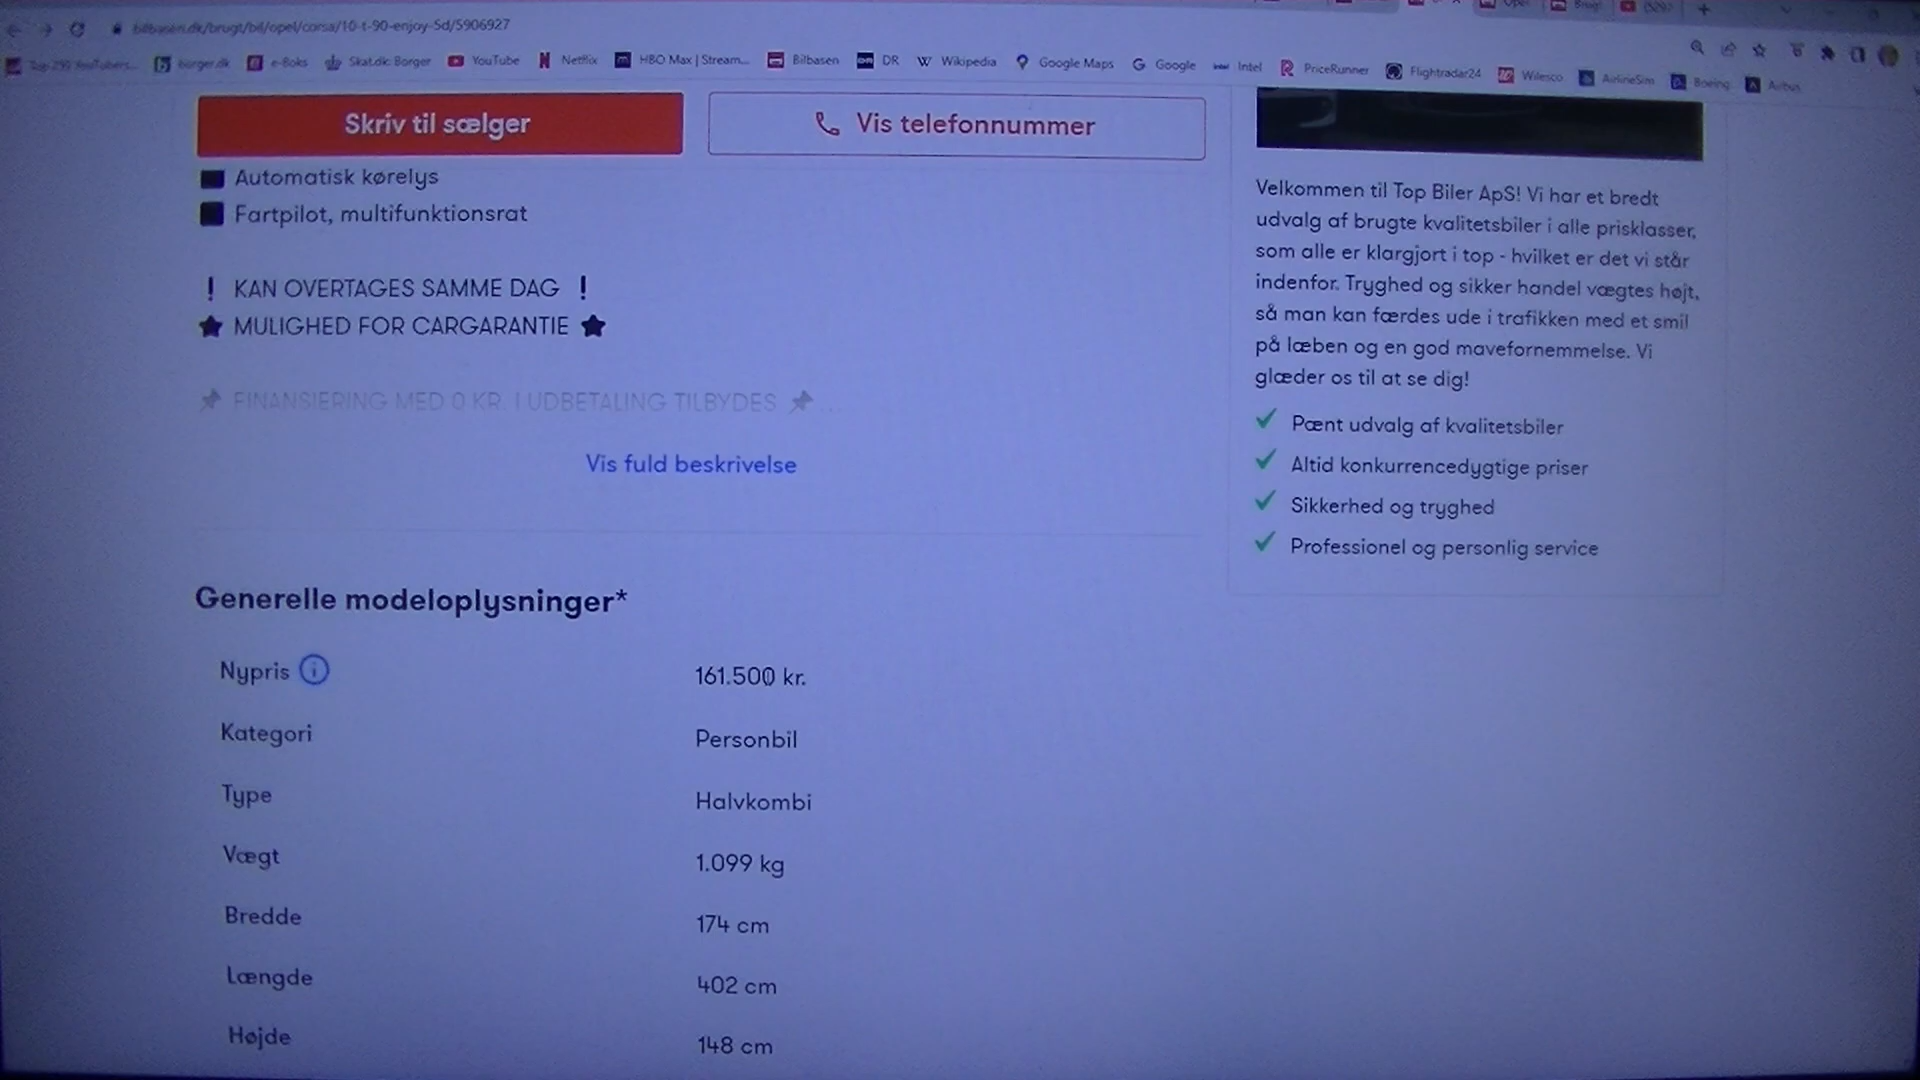 bilbasen.dk/brugt/bil/opel/corsa/10-t-90-enjoy-5d/5906927
borger.dk e-Boks Skat.dk: Borger YouTube Netflix HBO Max | Stream... Bilbasen DR Wikipedia Google Maps Google Intel PriceRunner Flightradar24 Wilesco AirlineSim Boeing Airbus
Skriv til sælger
Vis telefonnummer
Automatisk kørelys
Fartpilot, multifunktionsrat
! KAN OVERTAGES SAMME DAG !
★ MULIGHED FOR CARGARANTIE ★
FINANSIERING MED 0 KR. I UDBETALING TILBYDES ...
Vis fuld beskrivelse
Velkommen til Top Biler ApS! Vi har et bredt
udvalg af brugte kvalitetsbiler i alle prisklasser,
som alle er klargjort i top - hvilket er det vi står
indenfor. Tryghed og sikker handel vægtes højt,
så man kan færdes ude i trafikken med et smil
på læben og en god mavefornemmelse. Vi
glæder os til at se dig!
Pænt udvalg af kvalitetsbiler
Altid konkurrencedygtige priser
Sikkerhed og tryghed
Professionel og personlig service
Generelle modeloplysninger*
Nypris 161.500 kr.
Kategori Personbil
Type Halvkombi
Vægt 1.099 kg
Bredde 174 cm
Længde 402 cm
Højde 148 cm